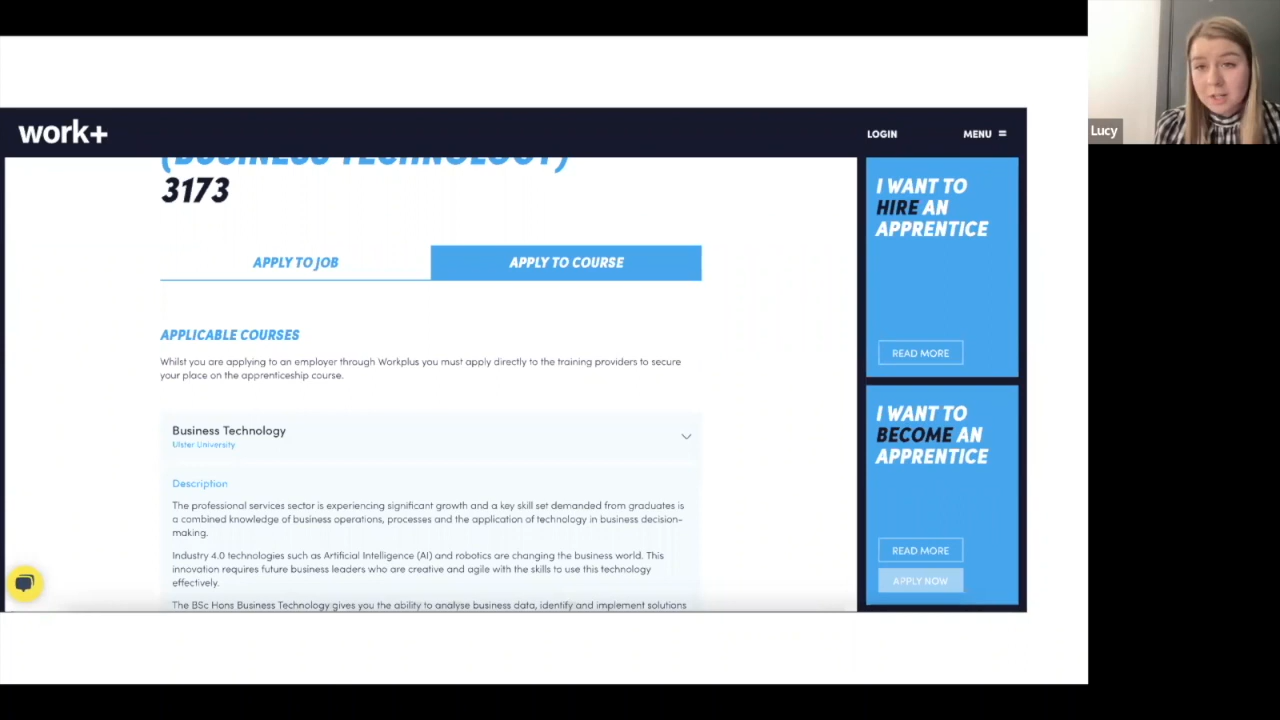 work+
LOGIN
MENU
(BUSINESS TECHNOLOGY)
3173
APPLY TO JOB
APPLY TO COURSE
APPLICABLE COURSES
Whilst you are applying to an employer through Workplus you must apply directly to the training providers to secure
your place on the apprenticeship course.
Business Technology
Ulster University
Description
The professional services sector is experiencing significant growth and a key skill set demanded from graduates is
a combined knowledge of business operations, processes and the application of technology in business decision-
making.
Industry 4.0 technologies such as Artificial Intelligence (AI) and robotics are changing the business world. This
innovation requires future business leaders who are creative and agile with the skills to use this technology
effectively.
The BSc Hons Business Technology gives you the ability to analyse business data, identify and implement solutions
I WANT TO
HIRE AN
APPRENTICE
READ MORE
I WANT TO
BECOME AN
APPRENTICE
READ MORE
APPLY NOW
Lucy